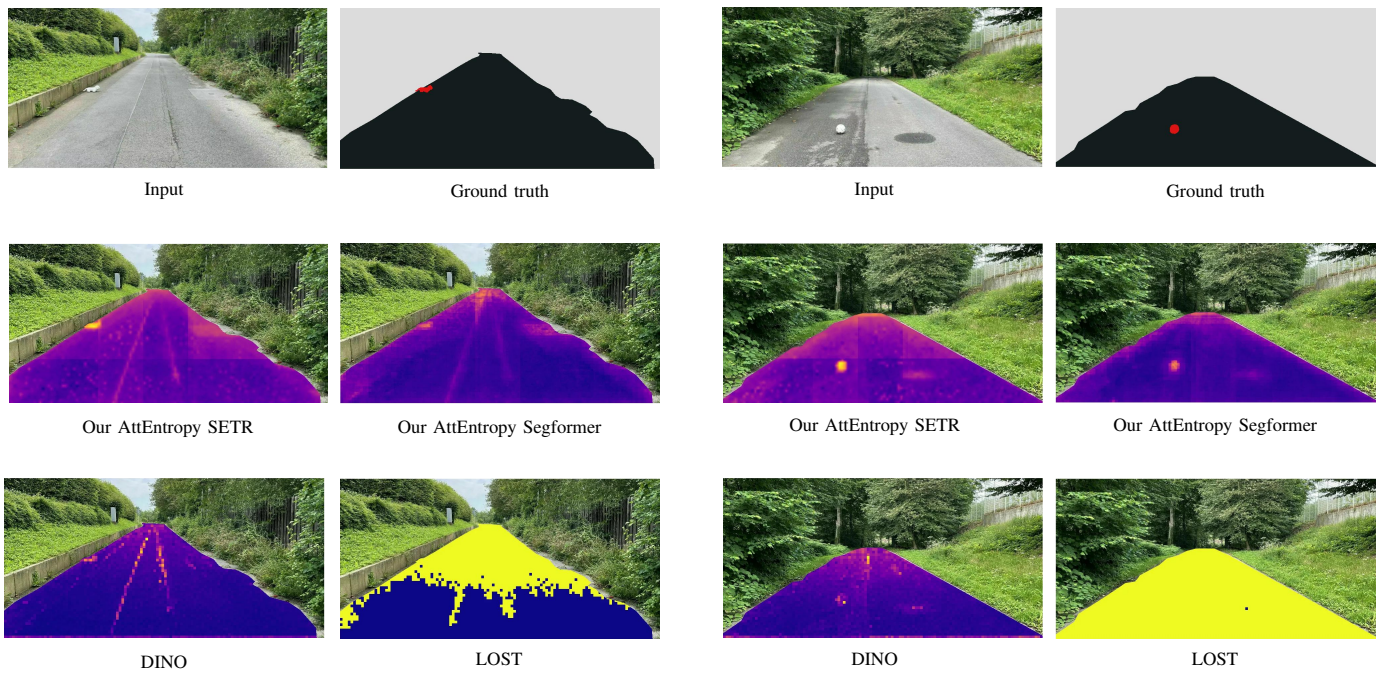 Input
Ground truth
Input
Ground truth
Our AttEntropy SETR
Our AttEntropy Segformer
Our AttEntropy SETR
Our AttEntropy Segformer
DINO
LOST
DINO
LOST